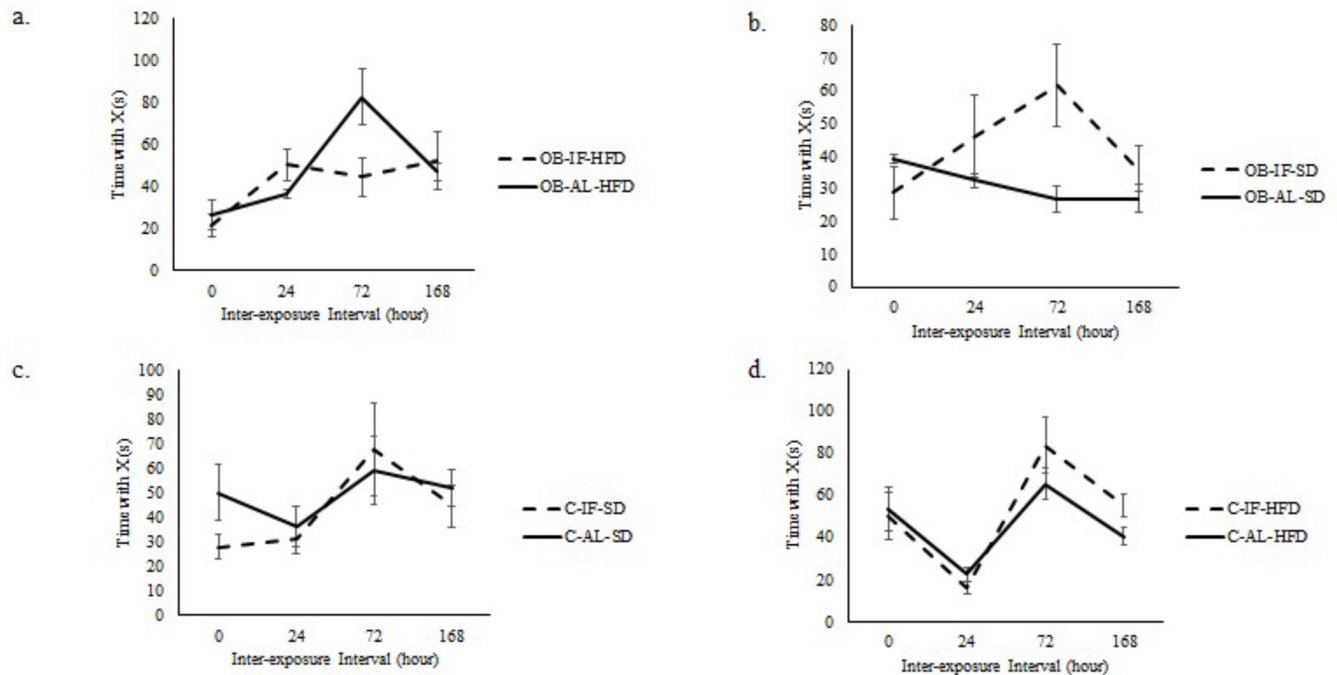 a.
120
100
80
60
40
20
0
Time with X(s)
0 24 72 168
Inter-exposure Interval (hour)
OB-IF-HFD
OB-AL-HFD
b.
80
70
60
50
40
30
20
10
0
Time with X(s)
0 24 72 168
Inter-exposure Interval (hour)
OB-IF-SD
OB-AL-SD
c.
100
90
80
70
60
50
40
30
20
10
0
Time with X(s)
0 24 72 168
Inter-exposure Interval (hour)
C-IF-SD
C-AL-SD
d.
120
100
80
60
40
20
0
Time with X(s)
0 24 72 168
Inter-exposure Interval (hour)
C-IF-HFD
C-AL-HFD